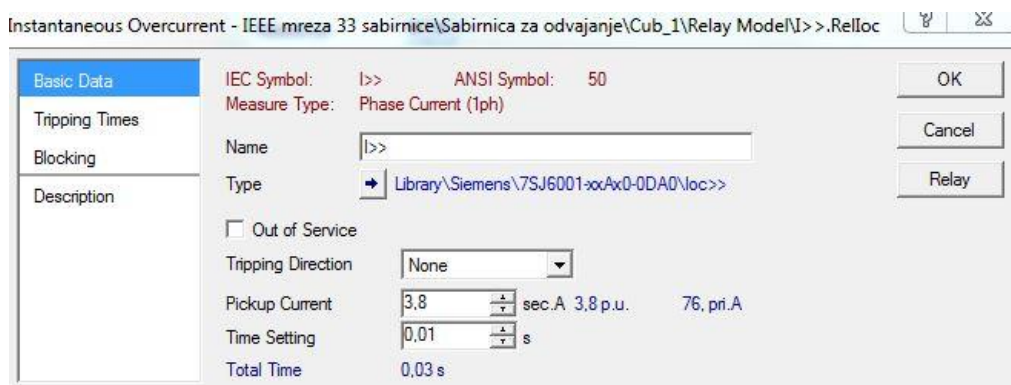 Instantaneous Overcurrent - IEEE mreza 33 sabirnice\Sabirnica za odvajanje\Cub_1\Relay Model\I>>.RelIoc
Basic Data
Tripping Times
Blocking
Description
IEC Symbol: I>> ANSI Symbol: 50
Measure Type: Phase Current (1ph)
Name I>>
Type Library\Siemens\7SJ6001-xxAx0-0DA0\Ioc>>
Out of Service
Tripping Direction None
Pickup Current 3,8 sec.A 3,8 p.u. 76, pri.A
Time Setting 0,01 s
Total Time 0,03 s
OK
Cancel
Relay